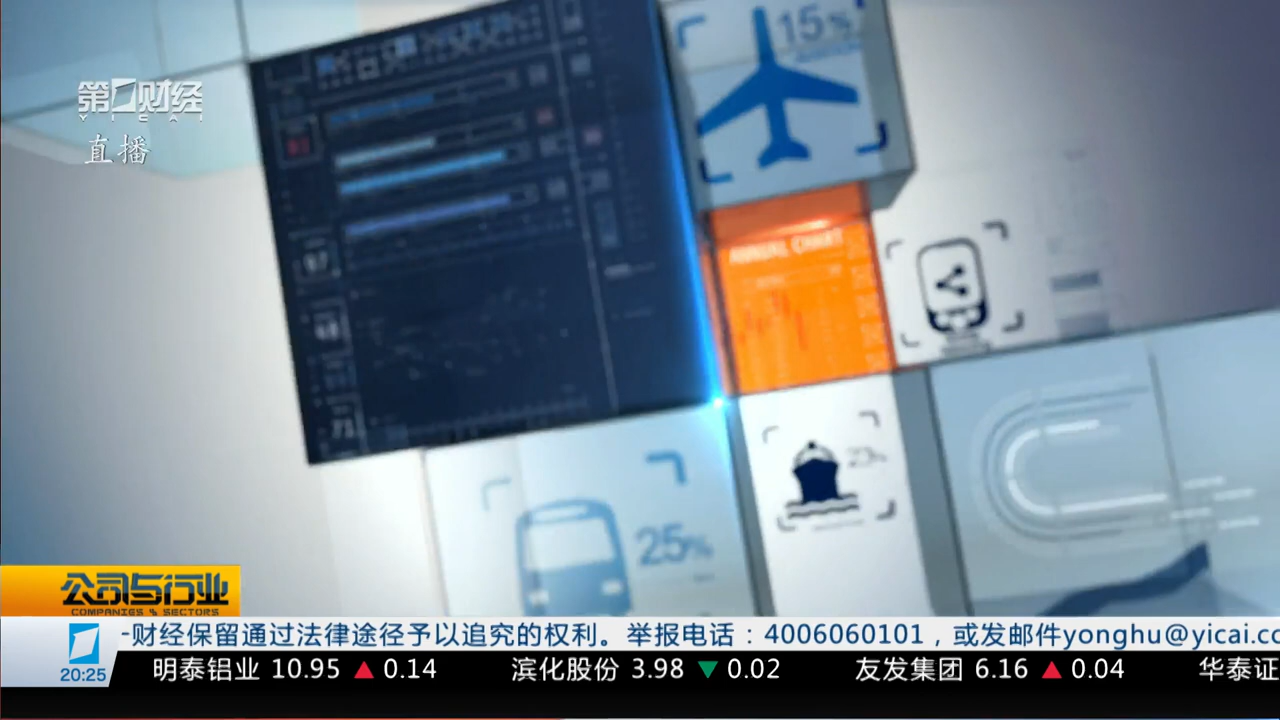 第一财经
YICAI
直播
15%
ANNUAL CHART
23%
25%
公司与行业
COMPANIES & SECTORS
财经保留通过法律途径予以追究的权利。举报电话：4006060101，或发邮件yonghu@yicai.co
20:25
明泰铝业 10.95 ▲ 0.14 滨化股份 3.98 ▼ 0.02 友发集团 6.16 ▲ 0.04 华泰证